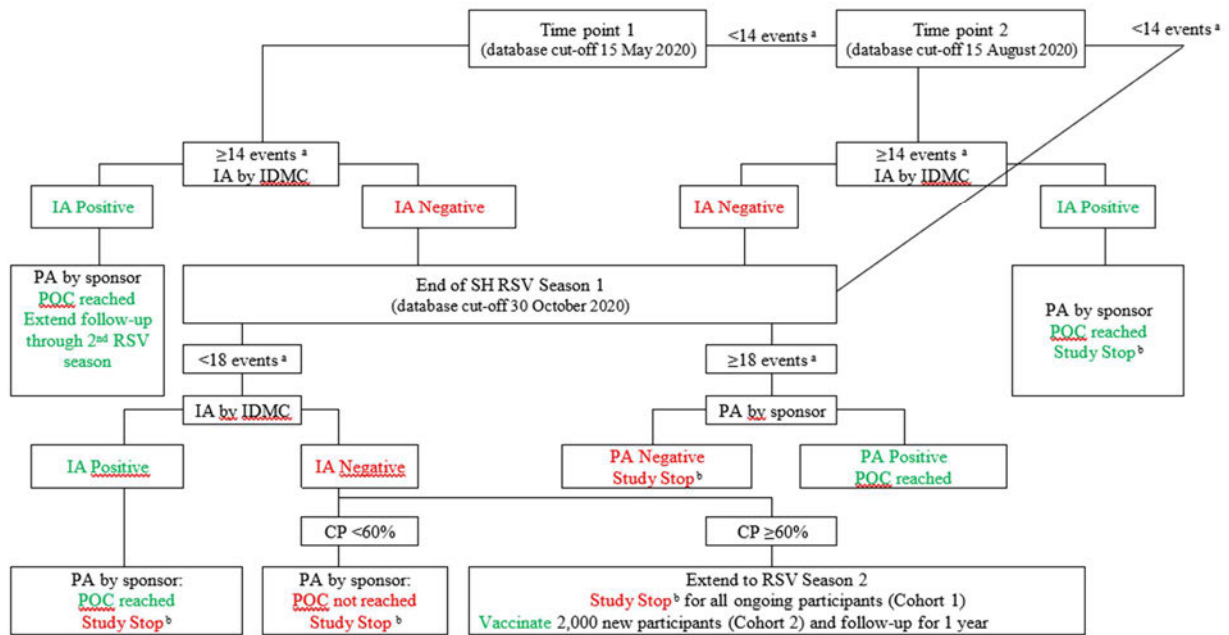 Time point 1
(database cut-off 15 May 2020)
<14 events ᵃ
Time point 2
(database cut-off 15 August 2020)
<14 events ᵃ
≥14 events ᵃ
IA by IDMC
≥14 events ᵃ
IA by IDMC
IA Positive
IA Negative
IA Negative
IA Positive
PA by sponsor
POC reached
Extend follow-up
through 2ⁿᵈ RSV
season
End of SH RSV Season 1
(database cut-off 30 October 2020)
PA by sponsor
POC reached
Study Stop ᵇ
<18 events ᵃ
≥18 events ᵃ
IA by IDMC
PA by sponsor
IA Positive
IA Negative
PA Negative
Study Stop ᵇ
PA Positive
POC reached
CP <60%
CP ≥60%
PA by sponsor:
POC reached
Study Stop ᵇ
PA by sponsor:
POC not reached
Study Stop ᵇ
Extend to RSV Season 2
Study Stop ᵇ for all ongoing participants (Cohort 1)
Vaccinate 2,000 new participants (Cohort 2) and follow-up for 1 year